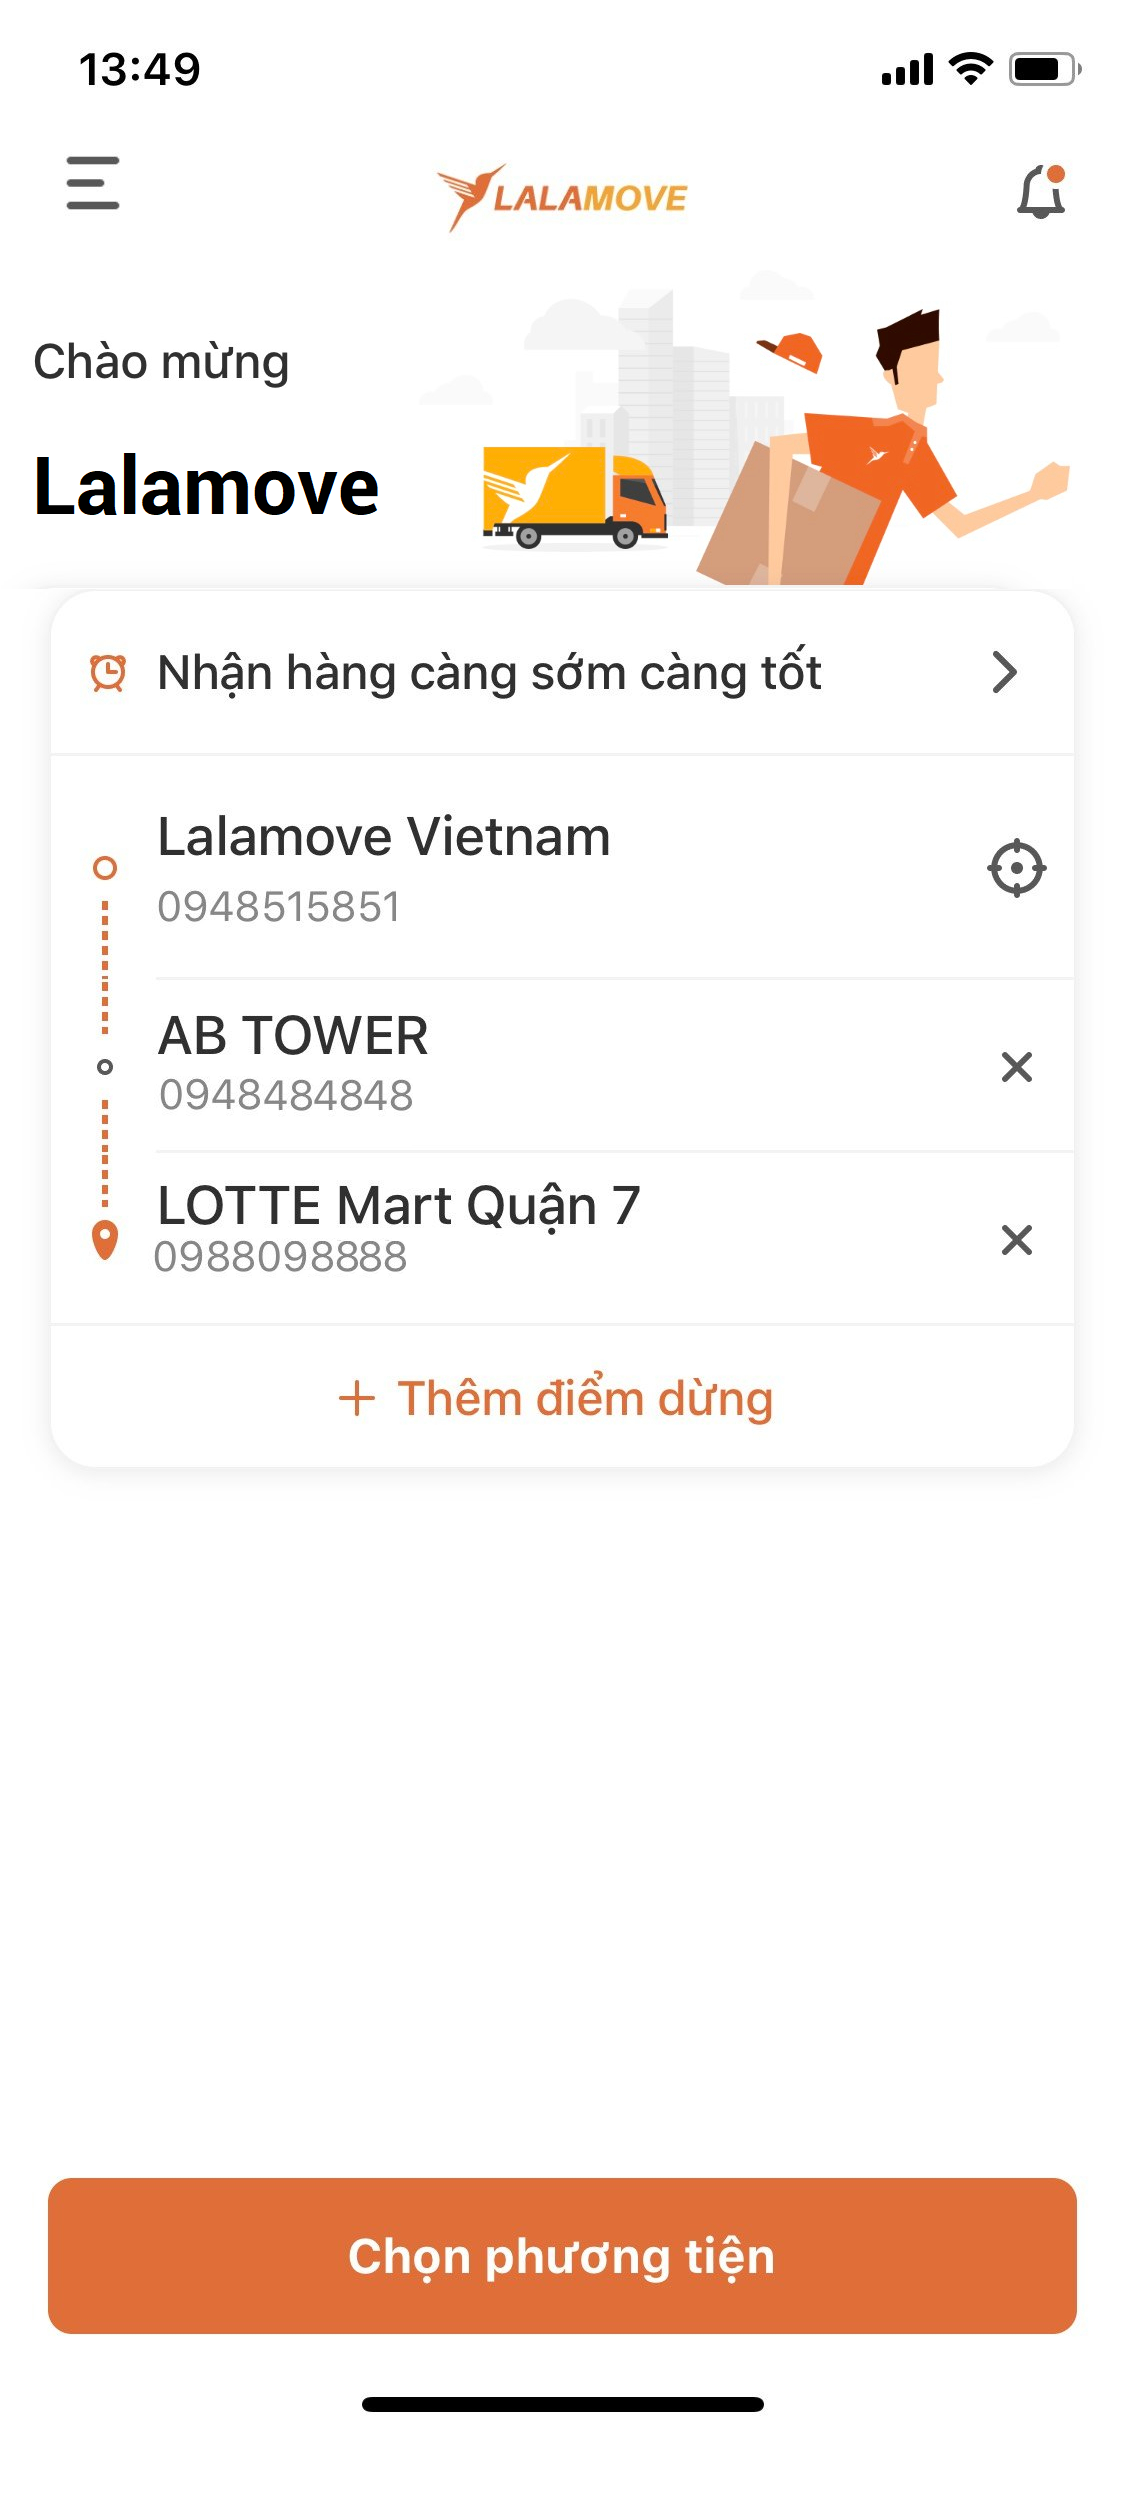 13:49
LALAMOVE
Chào mừng
Lalamove
Nhận hàng càng sớm càng tốt
Lalamove Vietnam
0948515851
AB TOWER
0948484848
LOTTE Mart Quận 7
0988098888
+ Thêm điểm dừng
Chọn phương tiện